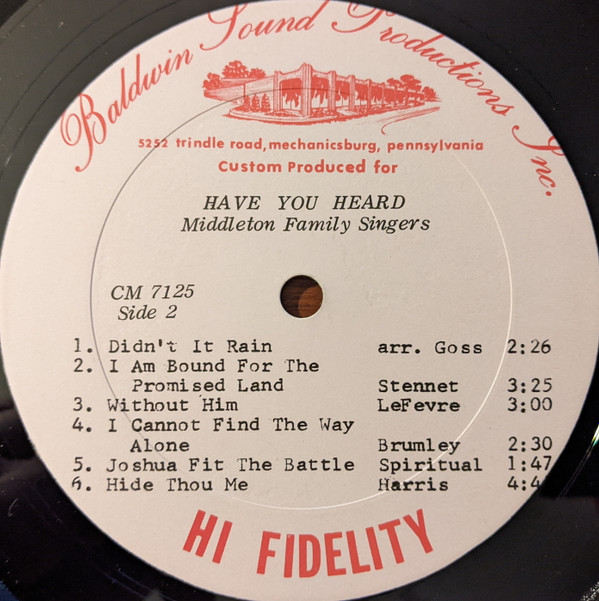 Baldwin Sound Productions Inc.
5252 trindle road, mechanicsburg, pennsylvania
Custom Produced for
HAVE YOU HEARD
Middleton Family Singers
CM 7125
Side 2
1. Didn't It Rain arr. Goss 2:26
2. I Am Bound For The
Promised Land Stennet 3:25
3. Without Him LeFevre 3:00
4. I Cannot Find The Way
Alone Brumley 2:30
5. Joshua Fit The Battle Spiritual 1:47
6. Hide Thou Me Harris
HI FIDELITY